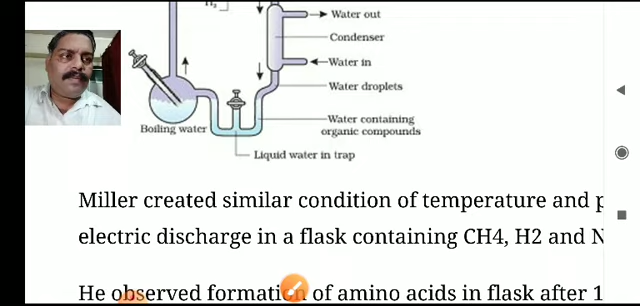 Water out
Condenser
Water in
Water droplets
Water containing
organic compounds
Boiling water
Liquid water in trap
Miller created similar condition of temperature and p
electric discharge in a flask containing CH4, H2 and N
He observed formation of amino acids in flask after 1